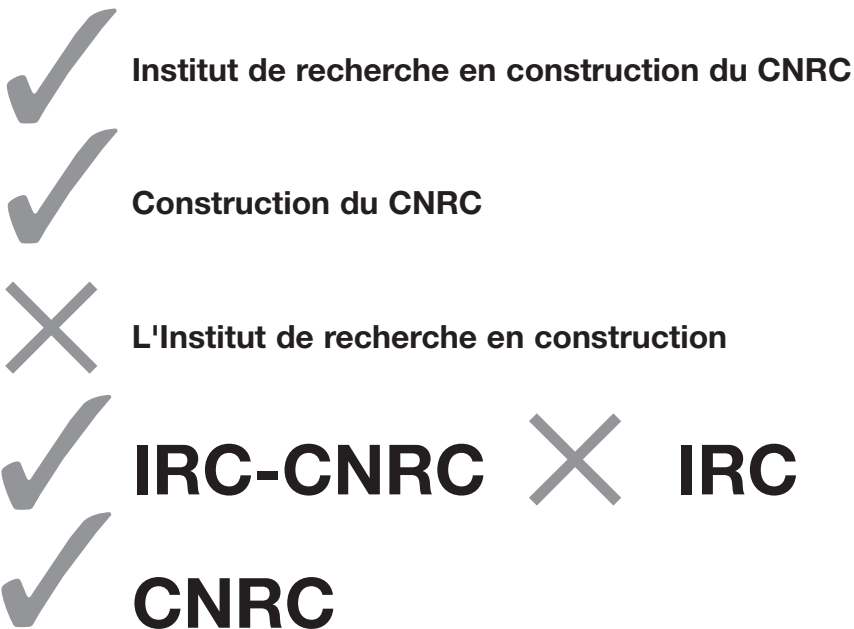 Institut de recherche en construction du CNRC
Construction du CNRC
L'Institut de recherche en construction
IRC-CNRC IRC
CNRC